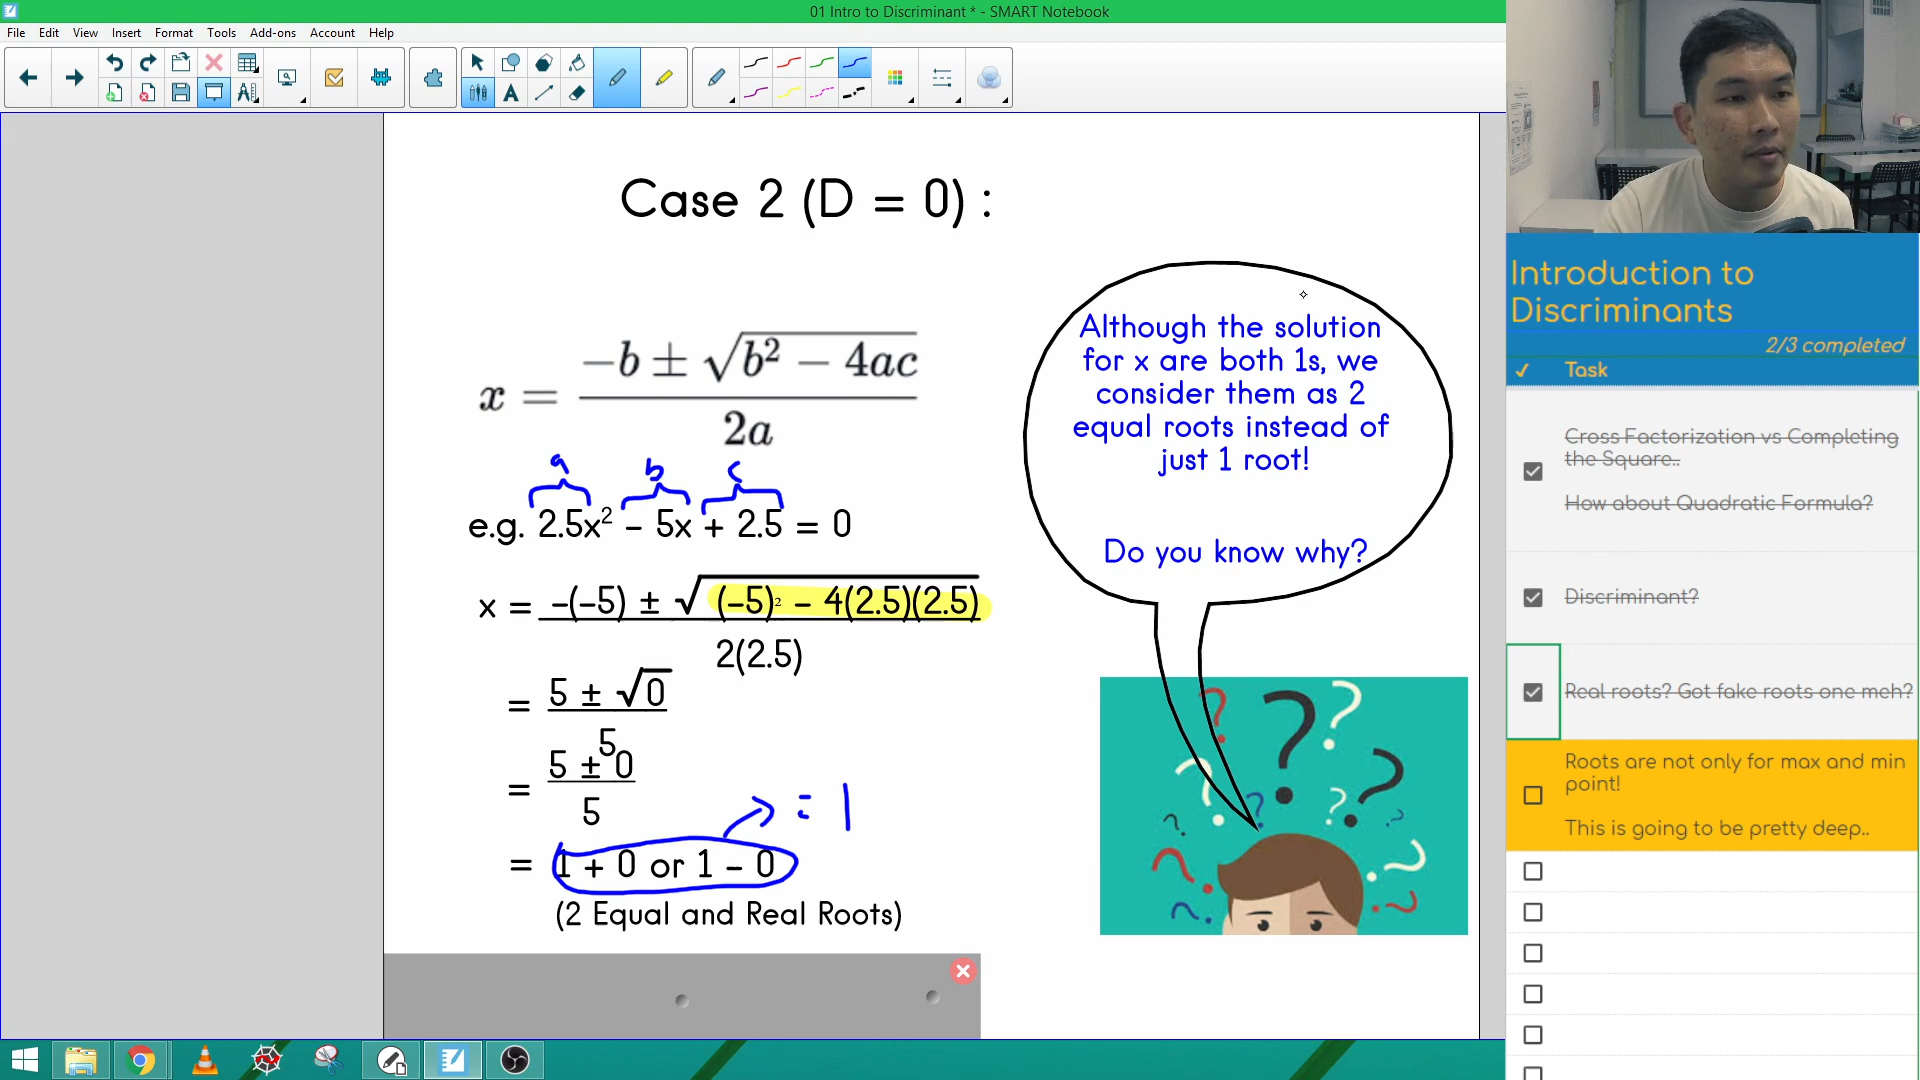 01 Intro to Discriminant * - SMART Notebook
File Edit View Insert Format Tools Add-ons Account Help
Case 2 (D = 0) :
x = −b ± √b² − 4ac
2a
a b c
e.g. 2.5x² – 5x + 2.5 = 0
x = –(–5) ± √(–5)² – 4(2.5)(2.5)
2(2.5)
= 5 ± √0
5
= 5 ± 0
5
= 1 + 0 or 1 – 0
= 1
(2 Equal and Real Roots)
Although the solution
for x are both 1s, we
consider them as 2
equal roots instead of
just 1 root!
Do you know why?
Introduction to
Discriminants
2/3 completed
✓ Task
Cross Factorization vs Completing
the Square..
How about Quadratic Formula?
Discriminant?
Real roots? Got fake roots one meh?
Roots are not only for max and min
point!
This is going to be pretty deep..